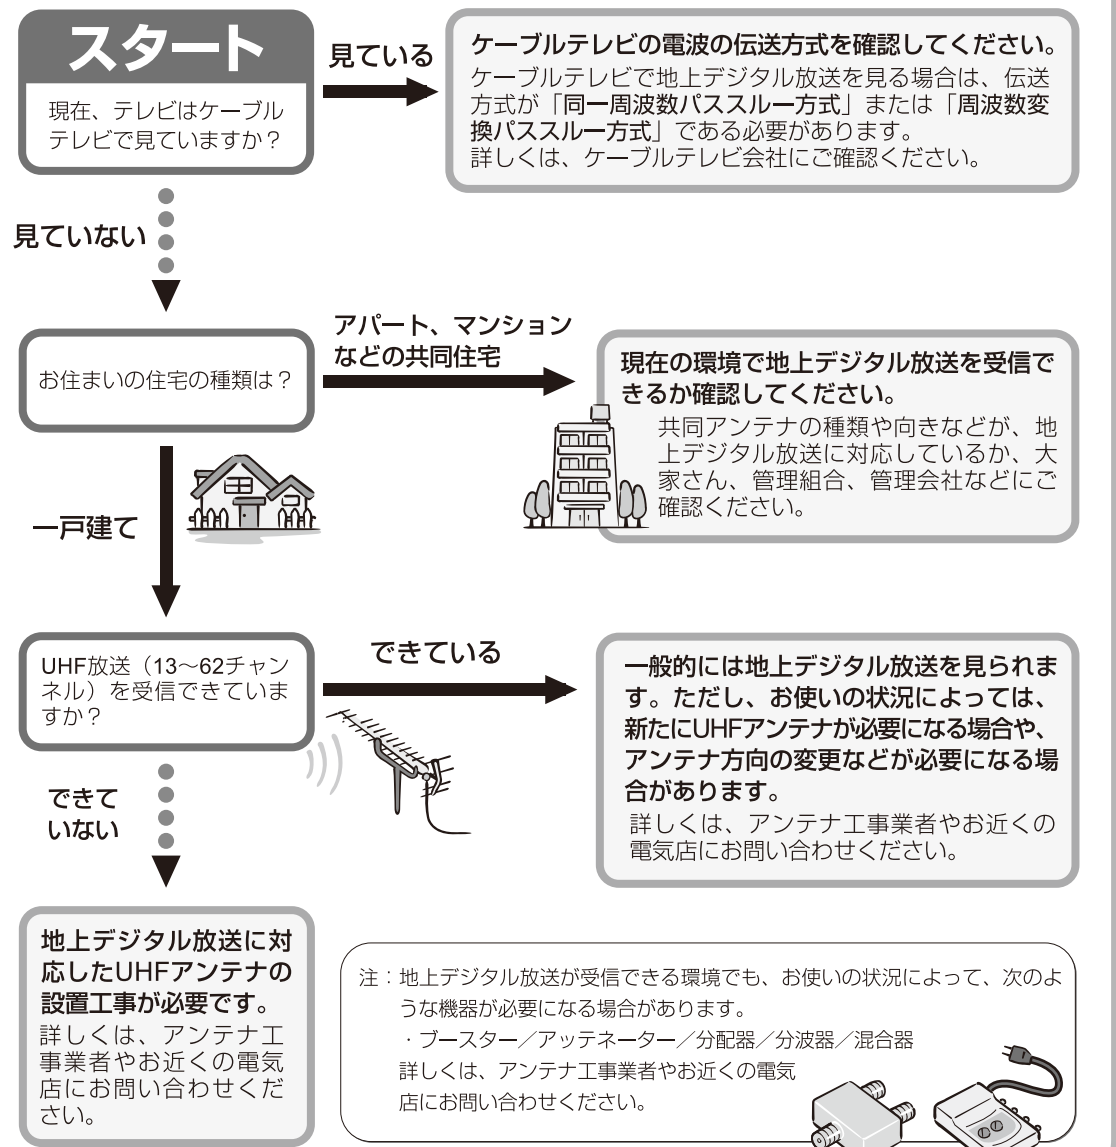 スタート
現在、テレビはケーブル
テレビで見ていますか？
見ている
ケーブルテレビの電波の伝送方式を確認してください。
ケーブルテレビで地上デジタル放送を見る場合は、伝送
方式が「同一周波数パススルー方式」または「周波数変
換パススルー方式」である必要があります。
詳しくは、ケーブルテレビ会社にご確認ください。
見ていない
お住まいの住宅の種類は？
アパート、マンション
などの共同住宅
現在の環境で地上デジタル放送を受信で
きるか確認してください。
共同アンテナの種類や向きなどが、地
上デジタル放送に対応しているか、大
家さん、管理組合、管理会社などにご
確認ください。
一戸建て
UHF放送（13～62チャン
ネル）を受信できていま
すか？
できている
一般的には地上デジタル放送を見られま
す。ただし、お使いの状況によっては、
新たにUHFアンテナが必要になる場合や、
アンテナ方向の変更などが必要になる場
合があります。
詳しくは、アンテナ工事業者やお近くの
電気店にお問い合わせください。
できて
いない
地上デジタル放送に対
応したUHFアンテナの
設置工事が必要です。
詳しくは、アンテナ工
事業者やお近くの電気
店にお問い合わせくだ
さい。
注：地上デジタル放送が受信できる環境でも、お使いの状況によって、次のよ
うな機器が必要になる場合があります。
・ブースター／アッテネーター／分配器／分波器／混合器
詳しくは、アンテナ工事業者やお近くの電気
店にお問い合わせください。